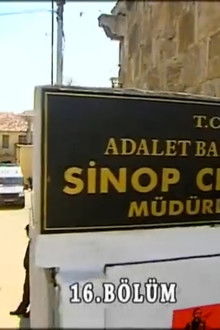 T.C
ADALET BA
SİNOP C
MÜDÜR
16.BÖLÜM